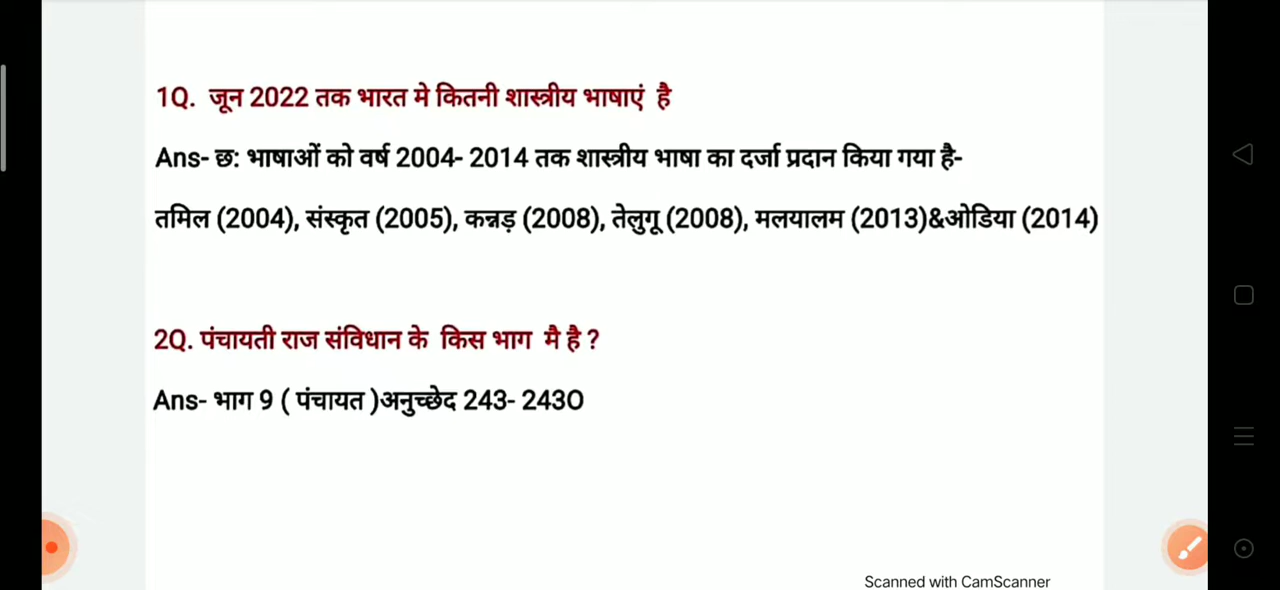 1Q. जून 2022 तक भारत मे कितनी शास्त्रीय भाषाएं है
Ans- छ: भाषाओं को वर्ष 2004- 2014 तक शास्त्रीय भाषा का दर्जा प्रदान किया गया है-
तमिल (2004), संस्कृत (2005), कन्नड़ (2008), तेलुगू (2008), मलयालम (2013)&ओडिया (2014)
2Q. पंचायती राज संविधान के किस भाग मै है ?
Ans- भाग 9 ( पंचायत )अनुच्छेद 243- 243O
Scanned with CamScanner